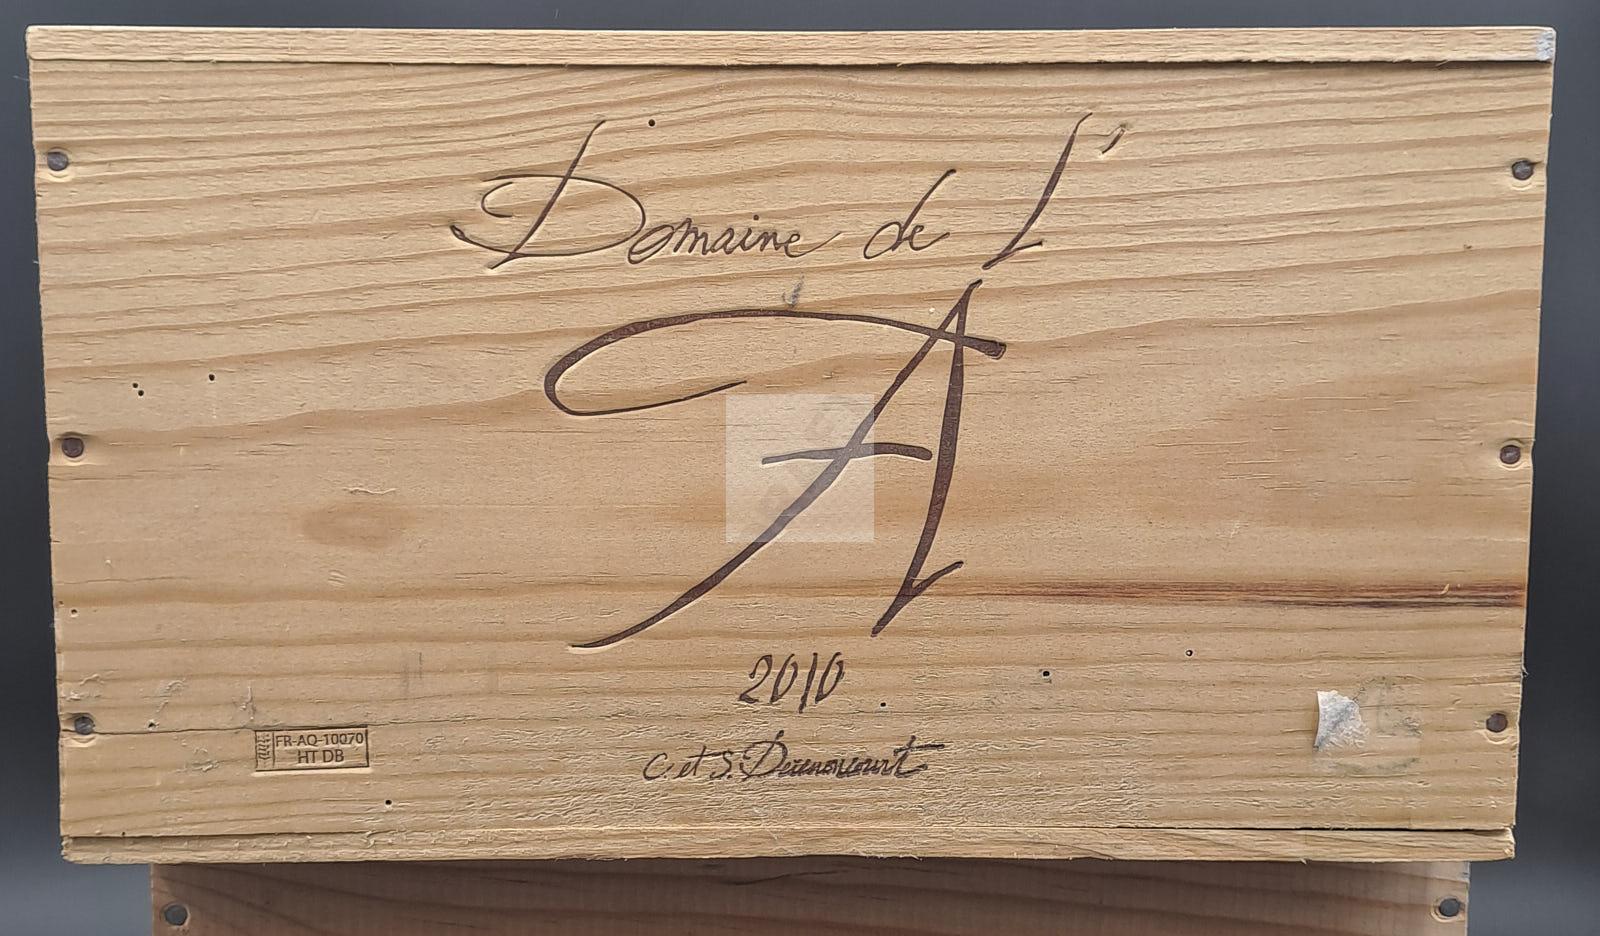 Domaine de l'
A
2010
C. et S. Derenoncourt
FR-AQ-10070
HT DB